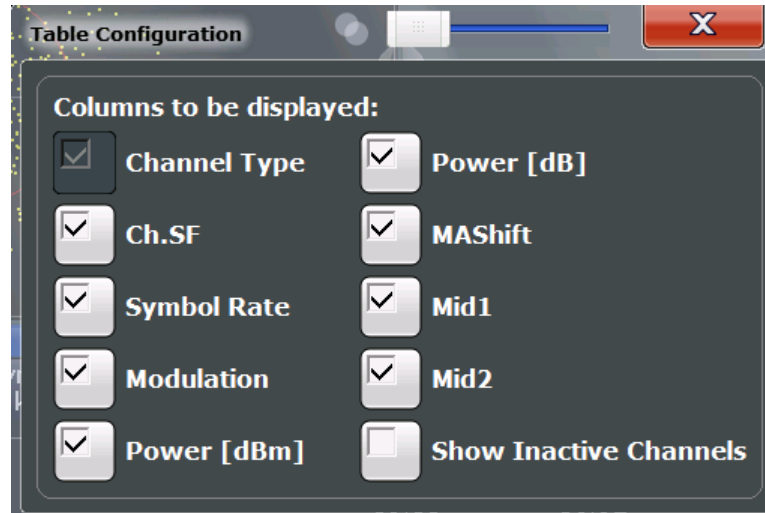 Table Configuration
X
Columns to be displayed:
Channel Type
Power [dB]
Ch.SF
MAShift
Symbol Rate
Mid1
Modulation
Mid2
Power [dBm]
Show Inactive Channels